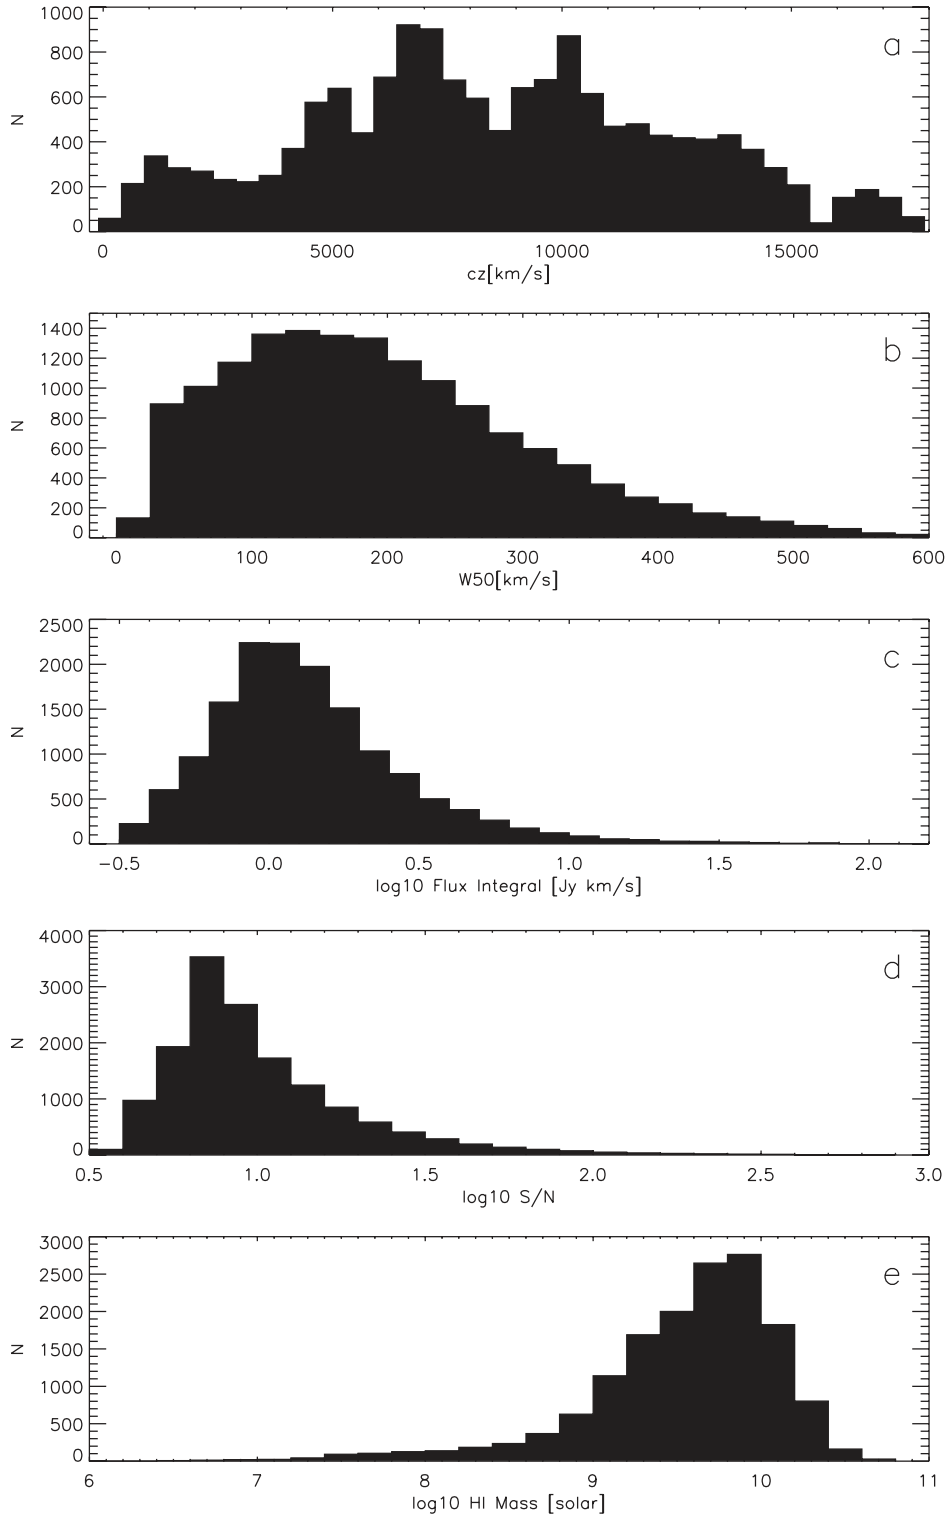 1000
a
800
600
N
400
200
0
0 5000 10000 15000
cz[km/s]
1400
b
1200
1000
N
800
600
400
200
0
0 100 200 300 400 500 600
W50[km/s]
2500
c
2000
1500
N
1000
500
0
-0.5 0.0 0.5 1.0 1.5 2.0
log10 Flux Integral [Jy km/s]
4000
d
3000
N
2000
1000
0
0.5 1.0 1.5 2.0 2.5 3.0
log10 S/N
3000
e
2500
2000
N
1500
1000
500
0
6 7 8 9 10 11
log10 HI Mass [solar]